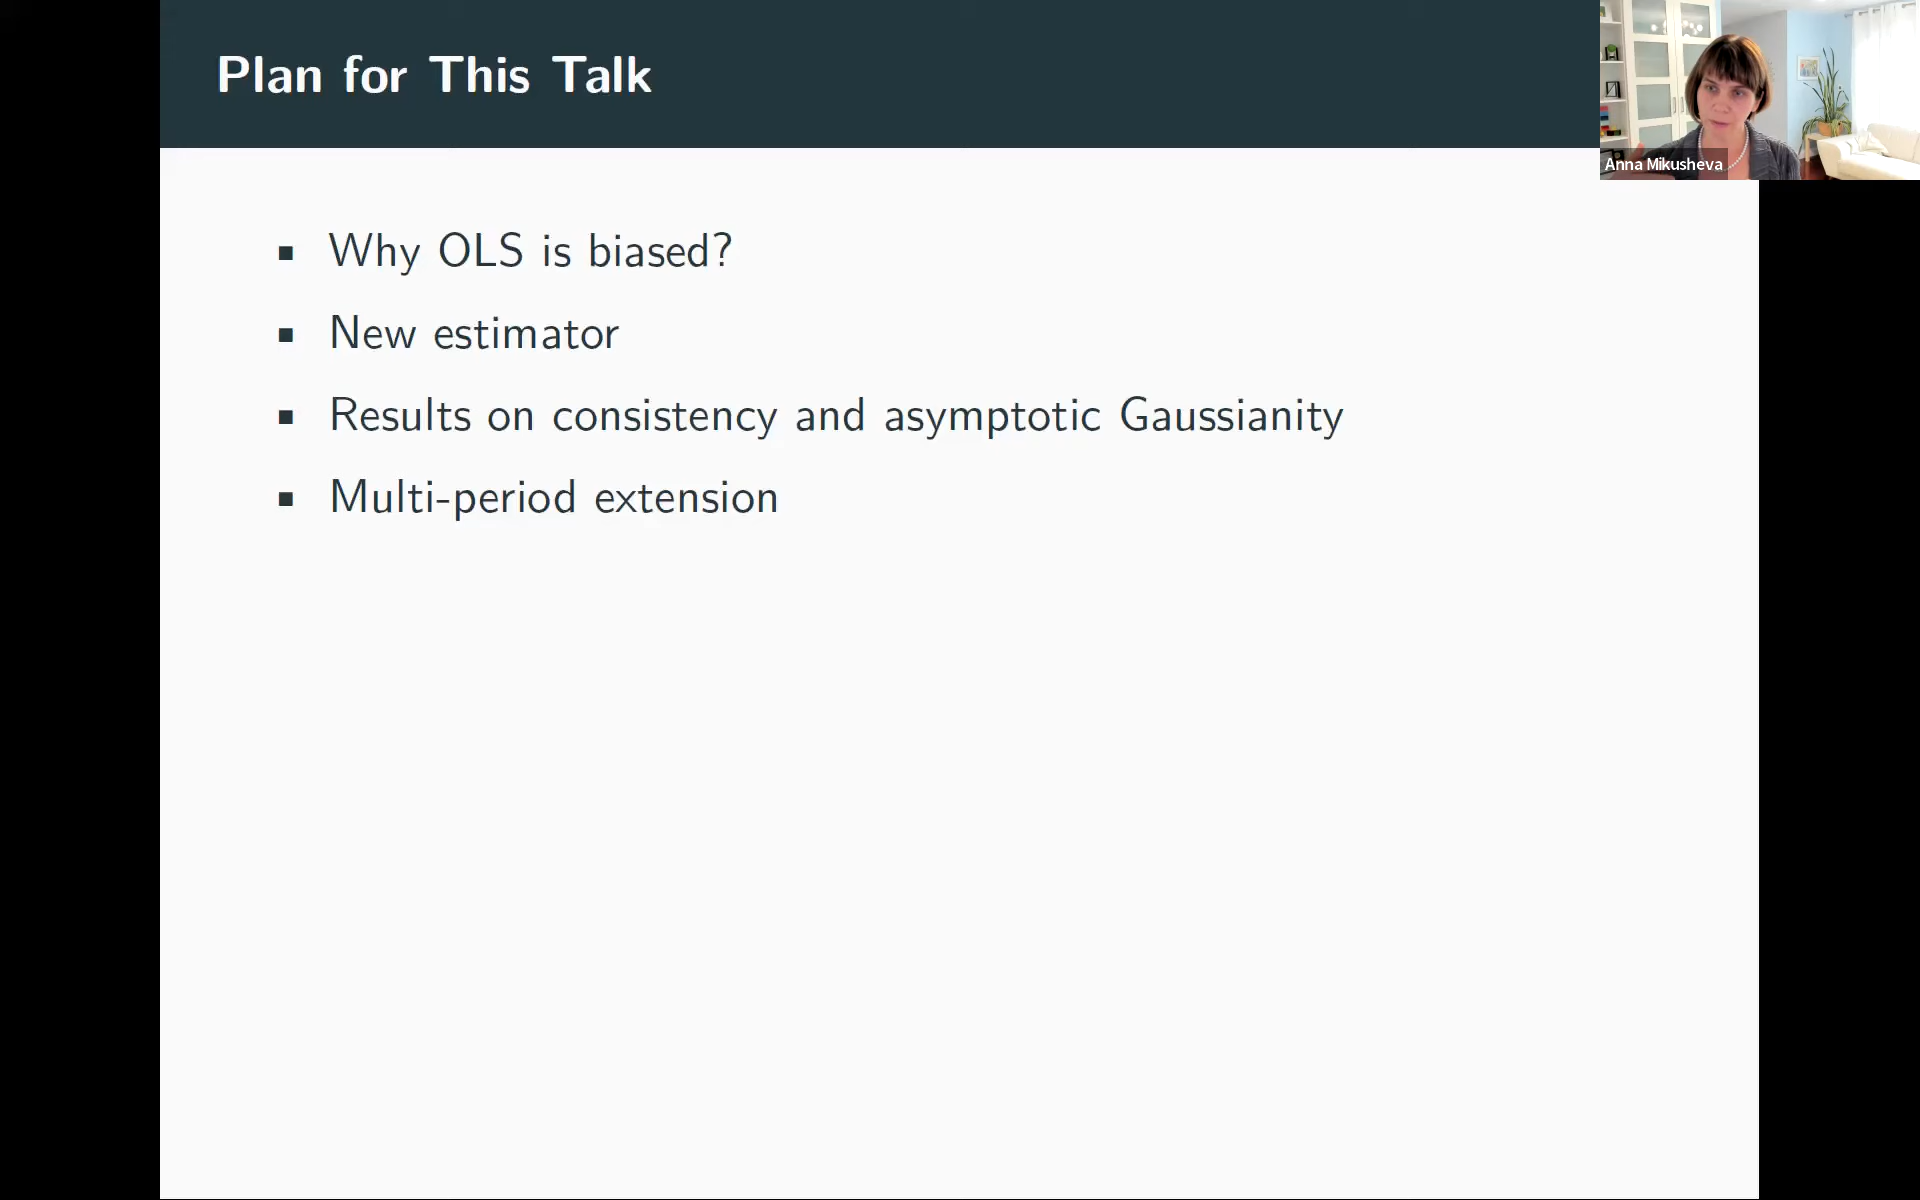 Plan for This Talk
Anna Mikusheva
▪ Why OLS is biased?
▪ New estimator
▪ Results on consistency and asymptotic Gaussianity
▪ Multi-period extension